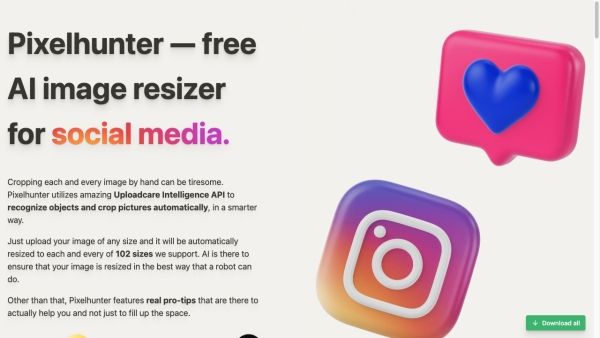 Pixelhunter — free
AI image resizer
for social media.
Cropping each and every image by hand can be tiresome.
Pixelhunter utilizes amazing Uploadcare Intelligence API to
recognize objects and crop pictures automatically, in a smarter
way.
Just upload your image of any size and it will be automatically
resized to each and every of 102 sizes we support. AI is there to
ensure that your image is resized in the best way that a robot can
do.
Other than that, Pixelhunter features real pro-tips that are there to
actually help you and not just to fill up the space.
Download all